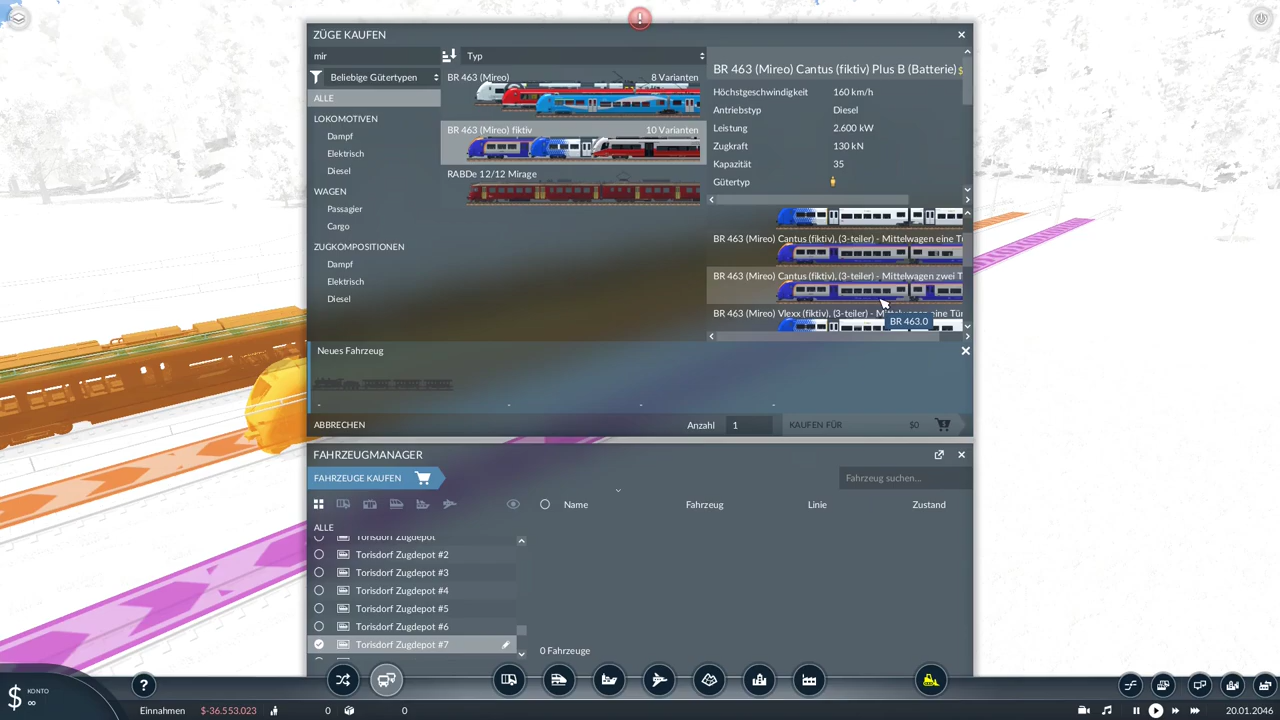 ZÜGE KAUFEN
mir
Typ
Beliebige Gütertypen
ALLE
LOKOMOTIVEN
Dampf
Elektrisch
Diesel
WAGEN
Passagier
Cargo
ZUGKOMPOSITIONEN
Dampf
Elektrisch
Diesel
BR 463 (Mireo) 8 Varianten
BR 463 (Mireo) fiktiv 10 Varianten
RABDe 12/12 Mirage
BR 463 (Mireo) Cantus (fiktiv) Plus B (Batterie) $
Höchstgeschwindigkeit 160 km/h
Antriebstyp Diesel
Leistung 2.600 kW
Zugkraft 130 kN
Kapazität 35
Gütertyp
BR 463 (Mireo) Cantus (fiktiv), (3-teiler) - Mittelwagen eine Tü
BR 463 (Mireo) Cantus (fiktiv), (3-teiler) - Mittelwagen zwei T
BR 463 (Mireo) Vlexx (fiktiv), (3-teiler) - Mittelwagen eine Tür
BR 463.0
Neues Fahrzeug
- - - -
ABBRECHEN Anzahl 1 KAUFEN FÜR $0
FAHRZEUGMANAGER
FAHRZEUGE KAUFEN Fahrzeug suchen...
Name Fahrzeug Linie Zustand
ALLE
Torisdorf Zugdepot
Torisdorf Zugdepot #2
Torisdorf Zugdepot #3
Torisdorf Zugdepot #4
Torisdorf Zugdepot #5
Torisdorf Zugdepot #6
Torisdorf Zugdepot #7
0 Fahrzeuge
$ KONTO
∞
?
Einnahmen $-36.553.023 0 0 20.01.2046